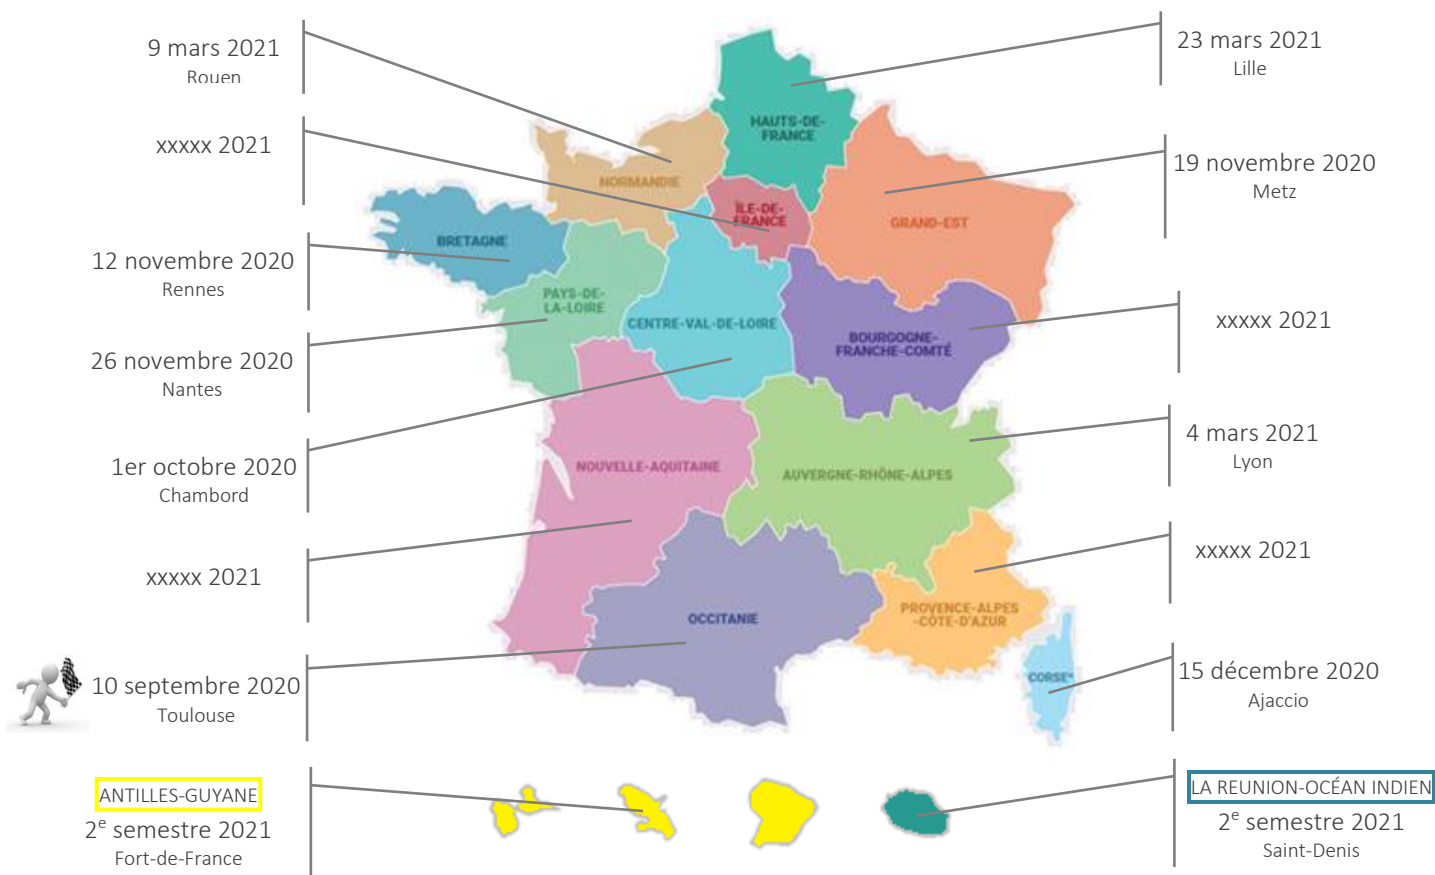 9 mars 2021
Rouen
xxxxx 2021
12 novembre 2020
Rennes
26 novembre 2020
Nantes
1er octobre 2020
Chambord
xxxxx 2021
10 septembre 2020
Toulouse
ANTILLES-GUYANE
2e semestre 2021
Fort-de-France
HAUTS-DE-
FRANCE
NORMANDIE
ÎLE-DE-
FRANCE
GRAND-EST
BRETAGNE
PAYS-DE-
LA-LOIRE
CENTRE-VAL-DE-LOIRE
BOURGOGNE-
FRANCHE-COMTÉ
NOUVELLE-AQUITAINE
AUVERGNE-RHÔNE-ALPES
OCCITANIE
PROVENCE-ALPES
-CÔTE-D'AZUR
CORSE*
23 mars 2021
Lille
19 novembre 2020
Metz
xxxxx 2021
4 mars 2021
Lyon
xxxxx 2021
15 décembre 2020
Ajaccio
LA REUNION-OCÉAN INDIEN
2e semestre 2021
Saint-Denis